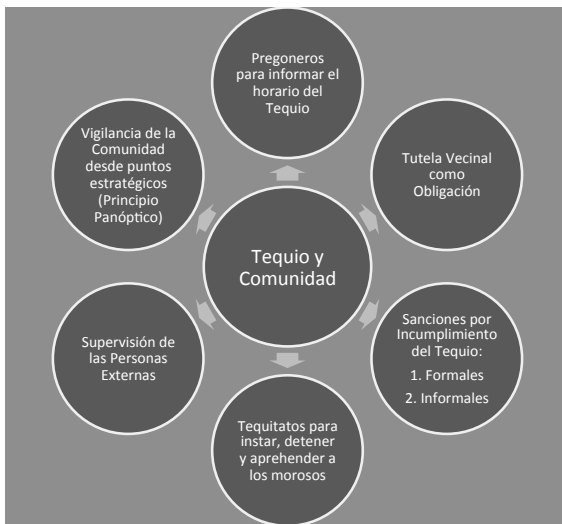 Pregoneros
para informar el
horario del
Tequio
Tutela Vecinal
como
Obligación
Sanciones por
Incumplimiento
del Tequio:
1. Formales
2. Informales
Tequitatos para
instar, detener
y aprehender a
los morosos
Supervisión de
las Personas
Externas
Vigilancia de la
Comunidad
desde puntos
estratégicos
(Principio
Panóptico)
Tequio y
Comunidad